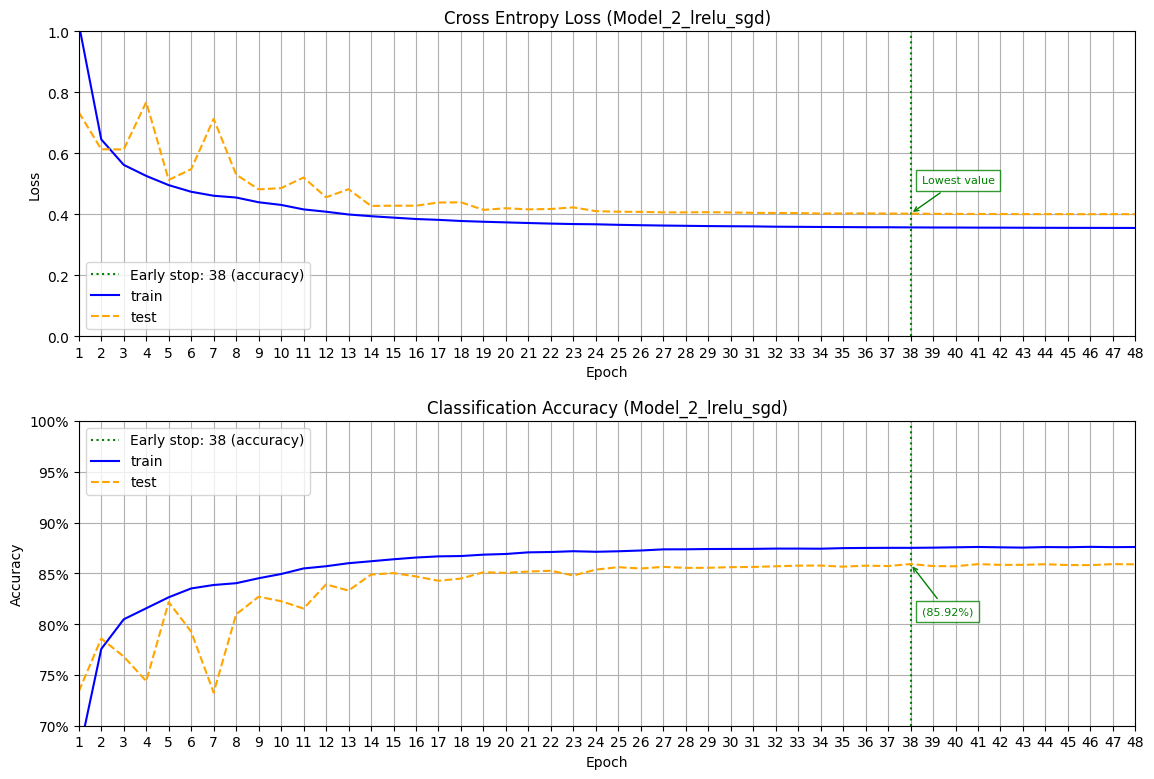 Cross Entropy Loss (Model_2_lrelu_sgd)
1.0
0.8
0.6
0.4
0.2
0.0
Loss
Lowest value
Early stop: 38 (accuracy)
train
test
1 2 3 4 5 6 7 8 9 10 11 12 13 14 15 16 17 18 19 20 21 22 23 24 25 26 27 28 29 30 31 32 33 34 35 36 37 38 39 40 41 42 43 44 45 46 47 48
Epoch
Classification Accuracy (Model_2_lrelu_sgd)
100%
95%
90%
85%
80%
75%
70%
Accuracy
Early stop: 38 (accuracy)
train
test
(85.92%)
1 2 3 4 5 6 7 8 9 10 11 12 13 14 15 16 17 18 19 20 21 22 23 24 25 26 27 28 29 30 31 32 33 34 35 36 37 38 39 40 41 42 43 44 45 46 47 48
Epoch